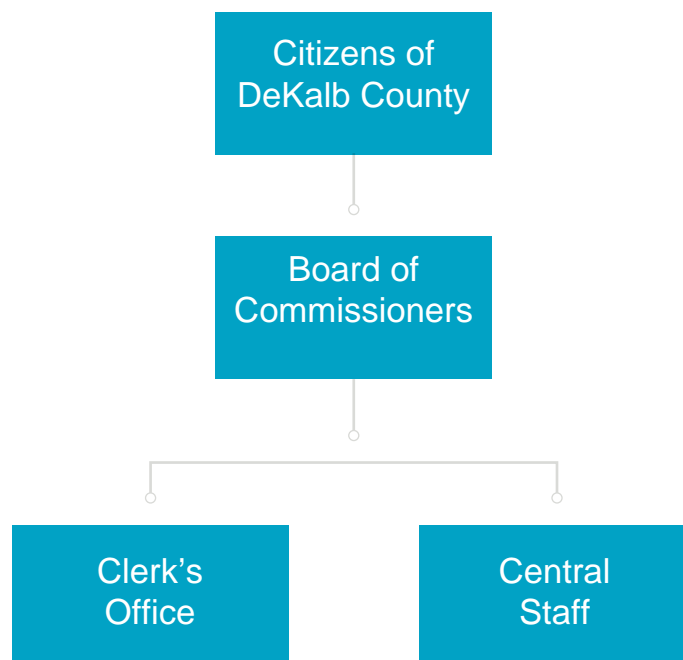 Citizens of
DeKalb County
Board of
Commissioners
Clerk’s
Office
Central
Staff